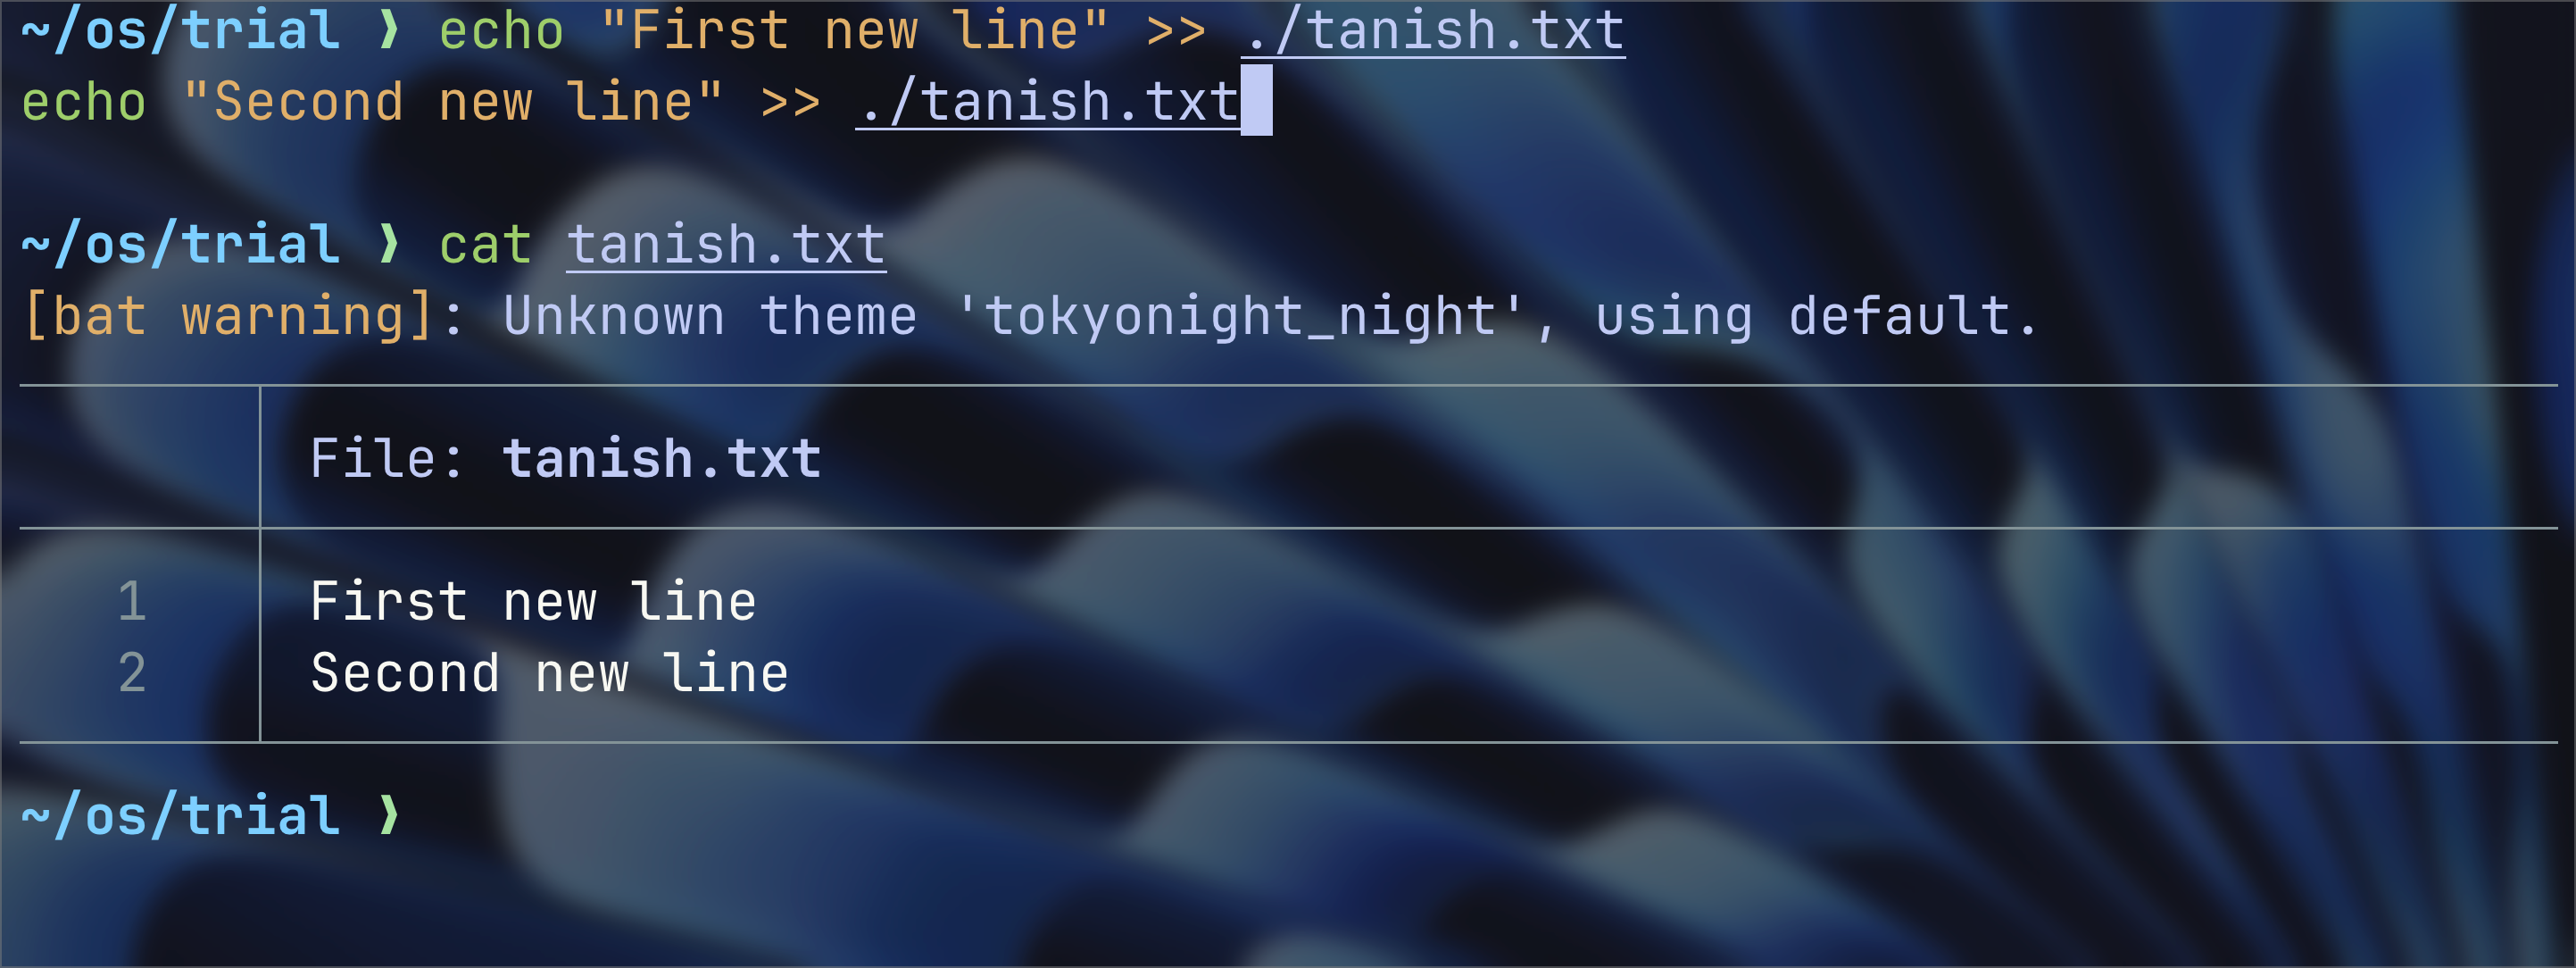 ~/os/trial ❯ echo "First new line" >> ./tanish.txt
echo "Second new line" >> ./tanish.txt
~/os/trial ❯ cat tanish.txt
[bat warning]: Unknown theme 'tokyonight_night', using default.
File: tanish.txt
1 First new line
2 Second new line
~/os/trial ❯